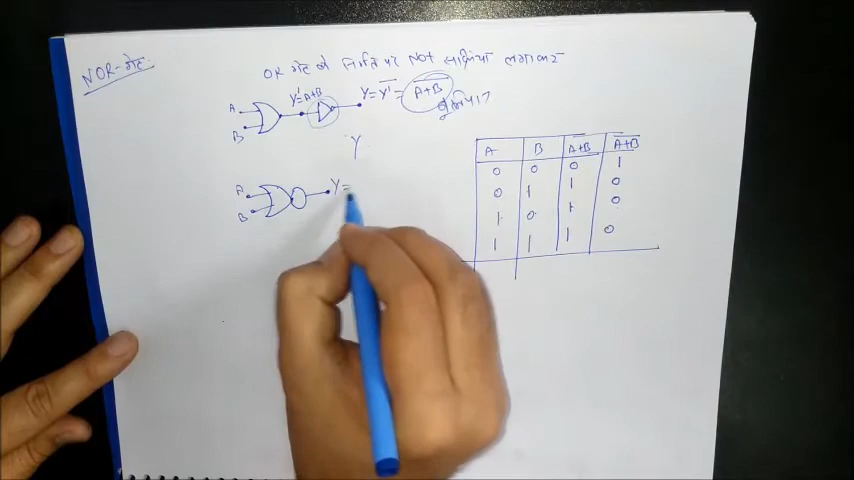 NOR-गेट
OR गेट के निर्गत पर NOT सक्रिया लगाकर
A B Y'=A+B Y=Y̅'= A̅+̅B̅
Y
A B Y=
A B A+B A̅+̅B̅
0 0 0 1
0 1 1 0
1 0 1 0
1 1 1 0